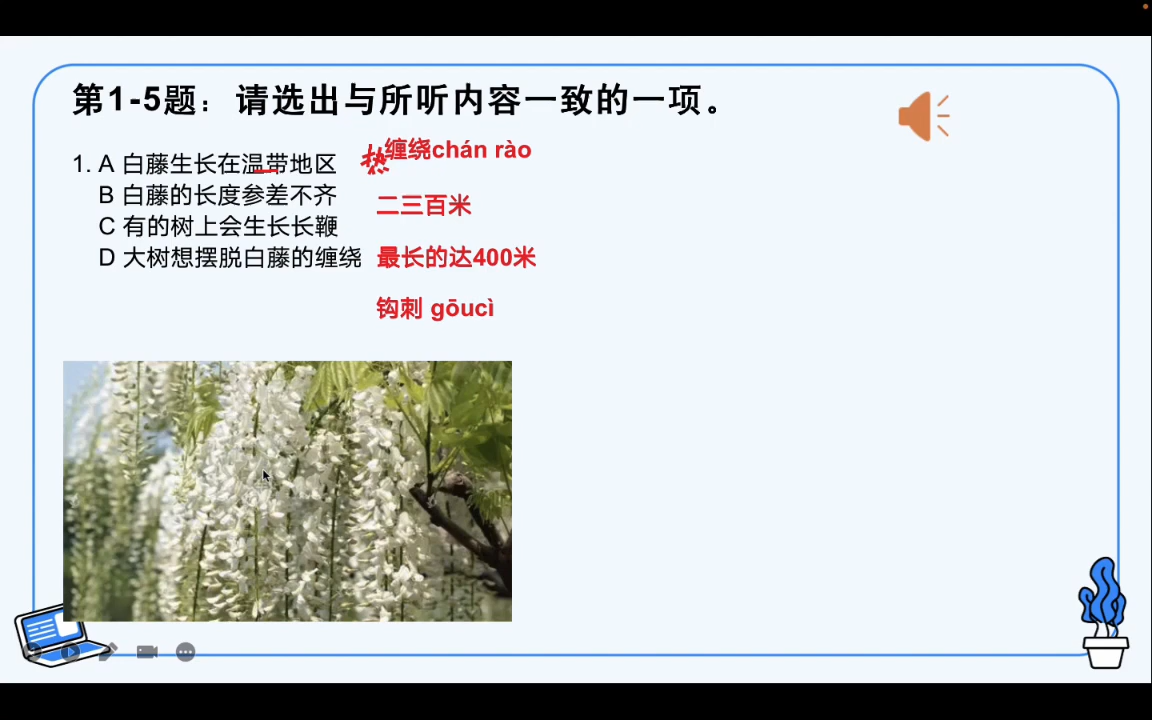 第1-5题：请选出与所听内容一致的一项。
1. A 白藤生长在温带地区
热
缠绕chán rào
B 白藤的长度参差不齐
二三百米
C 有的树上会生长长鞭
D 大树想摆脱白藤的缠绕
最长的达400米
钩刺 gōucì